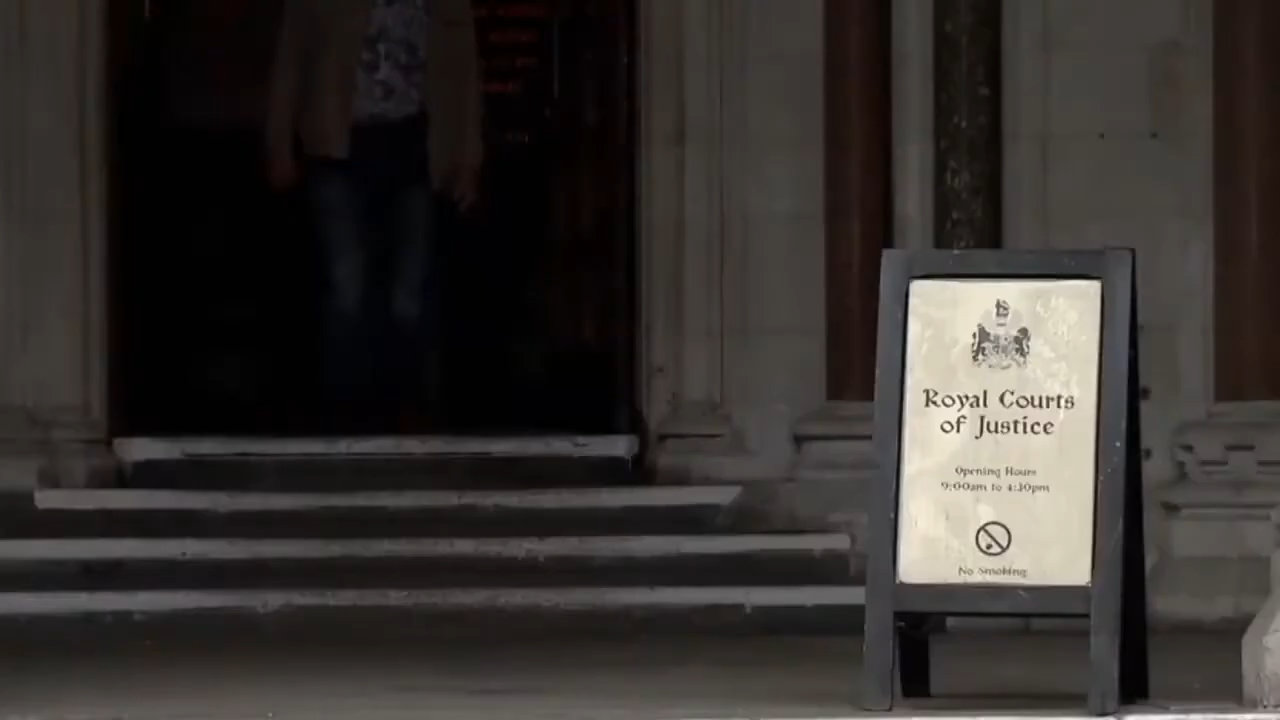 Royal Courts
of Justice
Opening Hours
9:00am to 4:30pm
No Smoking